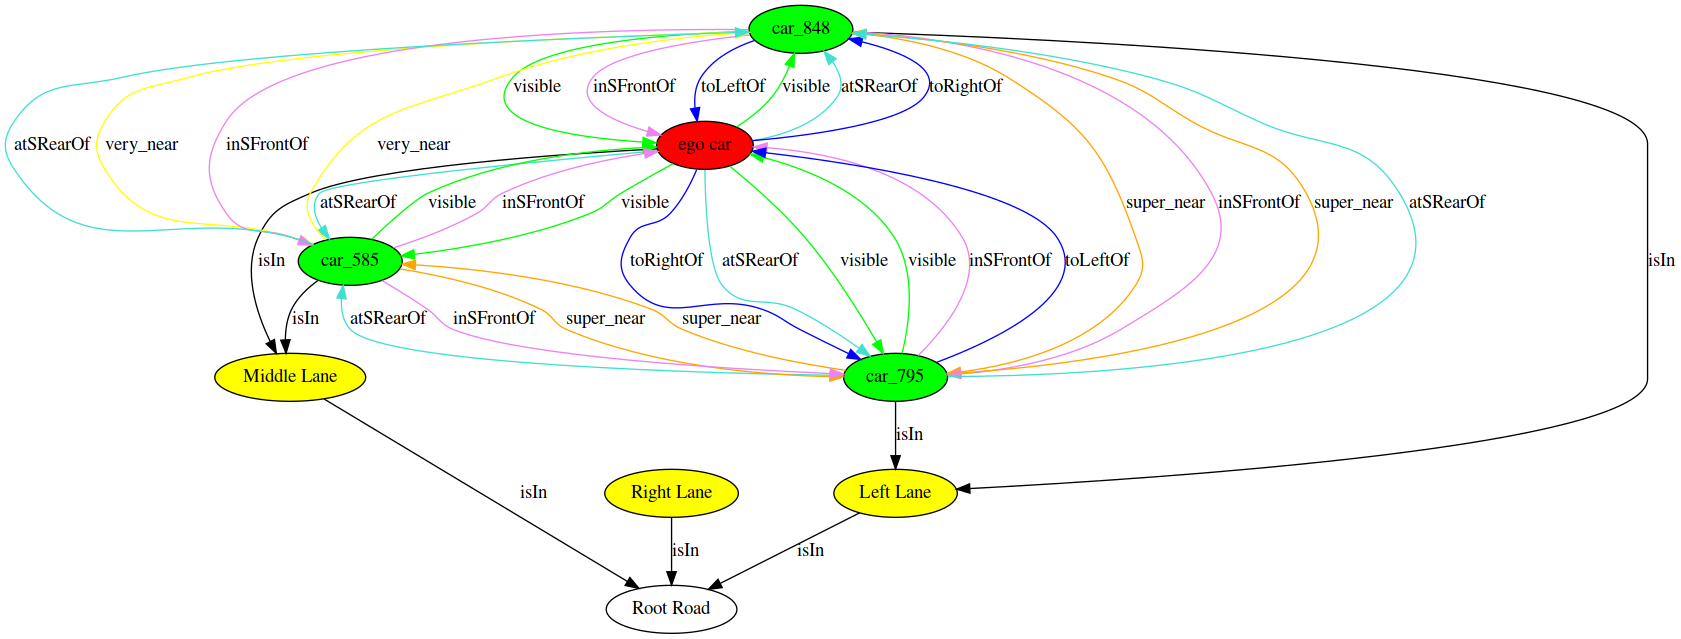 car_848
visible
inSFrontOf
toLeftOf
visible
atSRearOf
toRightOf
atSRearOf
very_near
inSFrontOf
very_near
ego car
atSRearOf
visible
inSFrontOf
visible
super_near
inSFrontOf
super_near
atSRearOf
isIn
car_585
toRightOf
atSRearOf
visible
visible
inSFrontOf
toLeftOf
isIn
isIn
atSRearOf
inSFrontOf
super_near
super_near
Middle Lane
car_795
isIn
isIn
Right Lane
Left Lane
isIn
isIn
Root Road